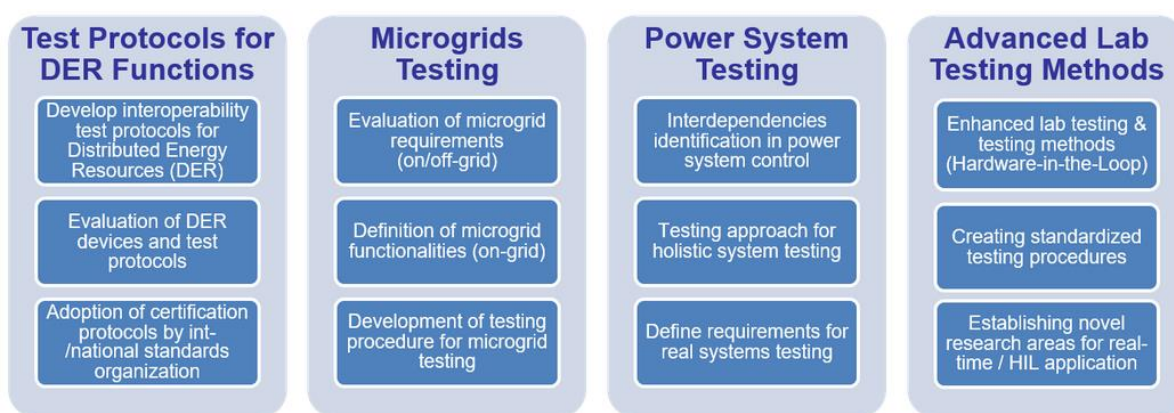 Test Protocols for
DER Functions
Develop interoperability
test protocols for
Distributed Energy
Resources (DER)
Evaluation of DER
devices and test
protocols
Adoption of certification
protocols by int-
/national standards
organization
Microgrids
Testing
Evaluation of microgrid
requirements
(on/off-grid)
Definition of microgrid
functionalities (on-grid)
Development of testing
procedure for microgrid
testing
Power System
Testing
Interdependencies
identification in power
system control
Testing approach for
holistic system testing
Define requirements for
real systems testing
Advanced Lab
Testing Methods
Enhanced lab testing &
testing methods
(Hardware-in-the-Loop)
Creating standardized
testing procedures
Establishing novel
research areas for real-
time / HIL application